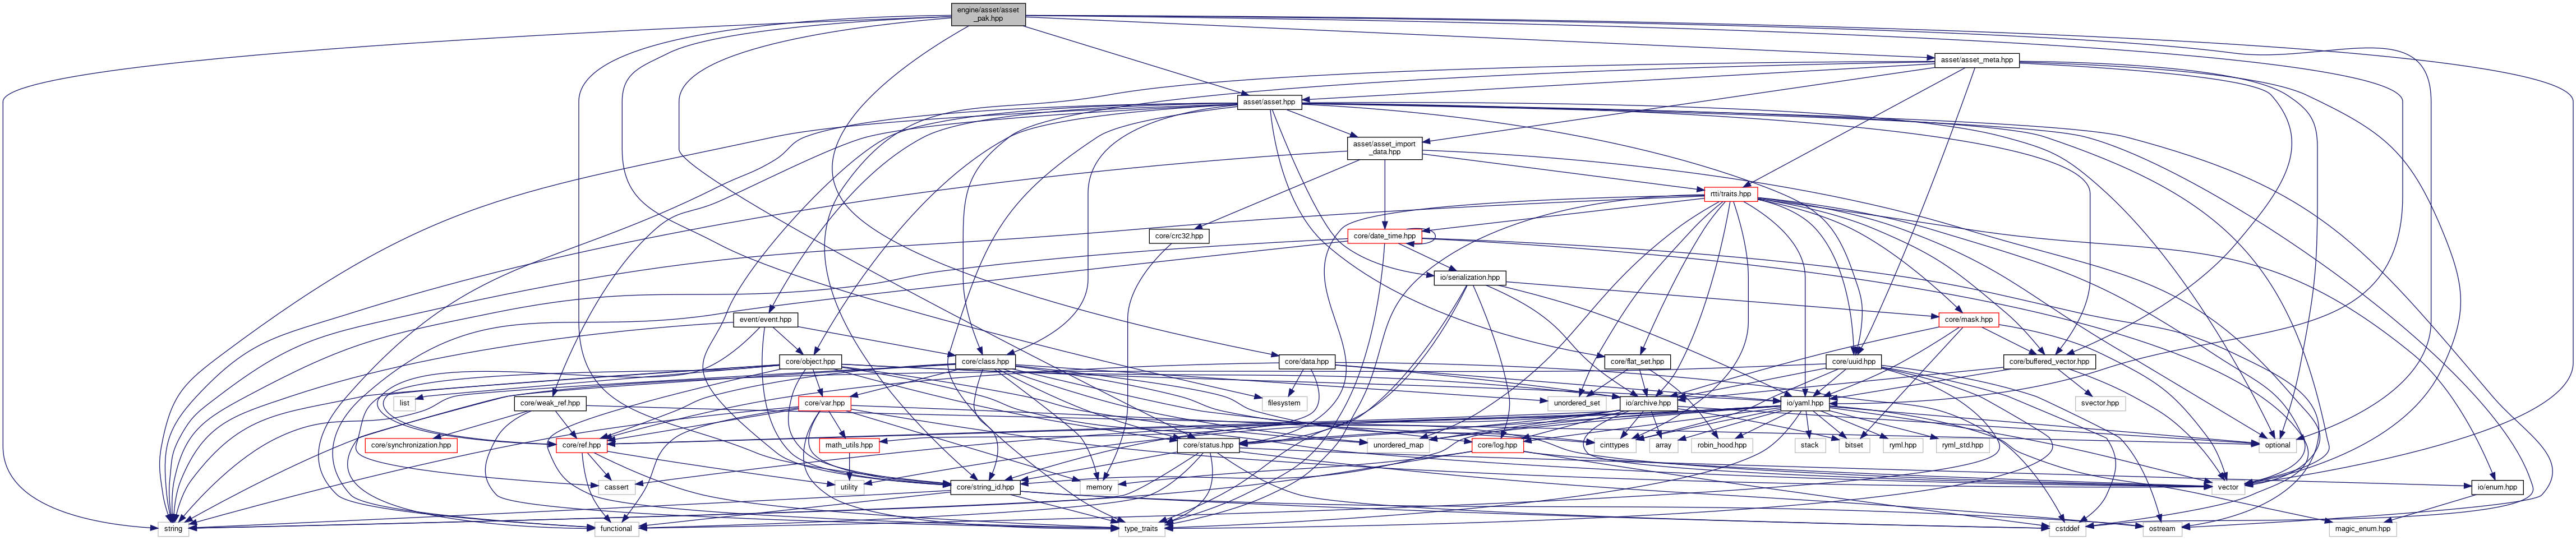 engine/asset/asset
_pak.hpp
asset/asset_meta.hpp
asset/asset.hpp
asset/asset_import
_data.hpp
rtti/traits.hpp
core/crc32.hpp
core/date_time.hpp
io/serialization.hpp
event/event.hpp
core/mask.hpp
core/object.hpp
core/class.hpp
core/data.hpp
core/flat_set.hpp
core/uuid.hpp
core/buffered_vector.hpp
list
core/weak_ref.hpp
core/var.hpp
filesystem
unordered_set
io/archive.hpp
io/yaml.hpp
svector.hpp
core/synchronization.hpp
core/ref.hpp
math_utils.hpp
core/status.hpp
unordered_map
core/log.hpp
cinttypes
array
robin_hood.hpp
stack
bitset
ryml.hpp
ryml_std.hpp
optional
cassert
utility
core/string_id.hpp
memory
vector
io/enum.hpp
string
functional
type_traits
cstddef
ostream
magic_enum.hpp